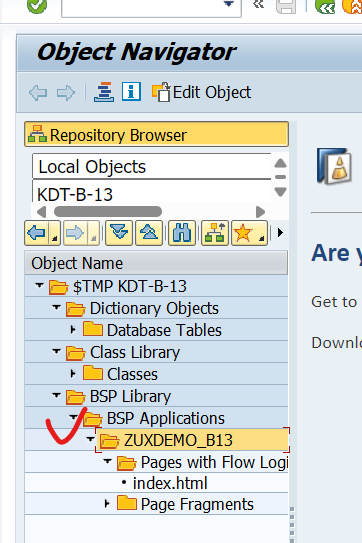 Object Navigator
Edit Object
Repository Browser
Local Objects
KDT-B-13
Object Name
$TMP KDT-B-13
Dictionary Objects
Database Tables
Class Library
Classes
BSP Library
BSP Applications
ZUXDEMO_B13
Pages with Flow Logi
index.html
Page Fragments
Are y
Get to
Downlo